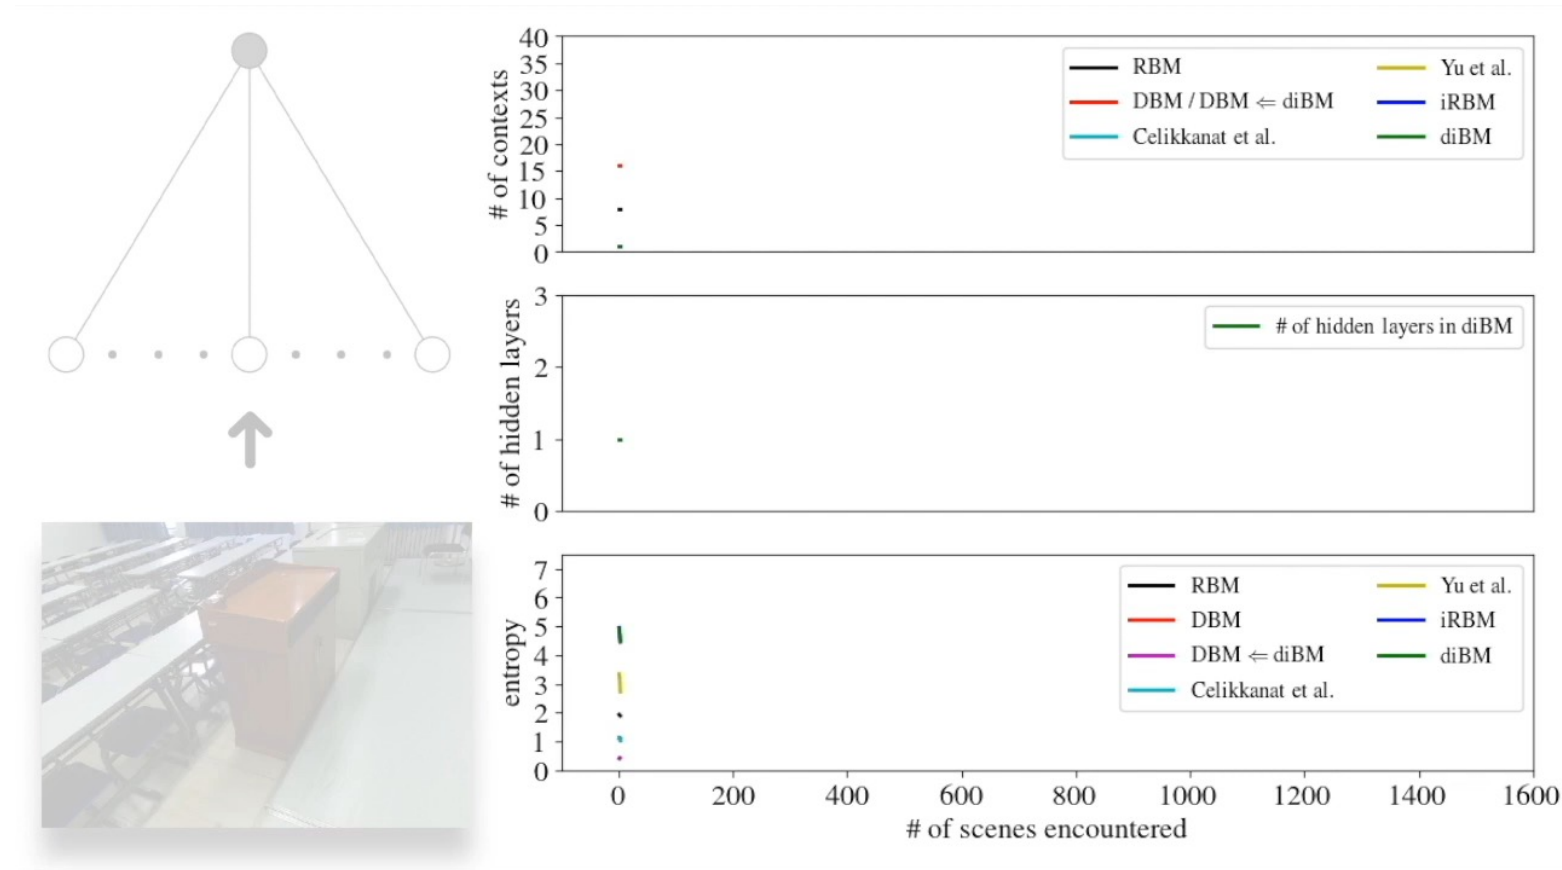 40
35
30
25
20
15
10
5
0
# of contexts
RBM
DBM / DBM ⇐ diBM
Celikkanat et al.
Yu et al.
iRBM
diBM
3
2
1
0
# of hidden layers
# of hidden layers in diBM
7
6
5
4
3
2
1
0
entropy
RBM
DBM
DBM ⇐ diBM
Celikkanat et al.
Yu et al.
iRBM
diBM
0 200 400 600 800 1000 1200 1400 1600
# of scenes encountered